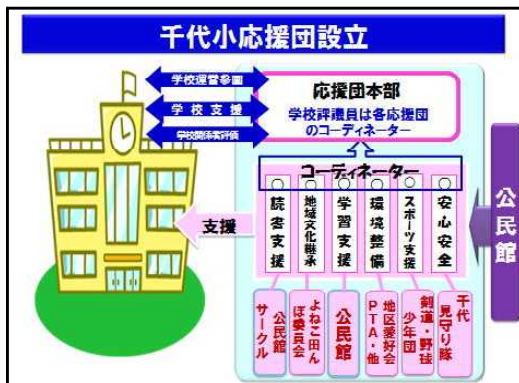 千代小応援団設立
学校運営参画
学校支援
学校関係者評価
応援団本部
学校評議員は各応援団
のコーディネーター
コーディネーター
○読書支援
○地域文化継承
○学習支援
○環境整備
○スポーツ支援
○安心安全
支援
公民館
公民館
サークル
よねこ田ん
ぼ委員会
公民館
地区愛好会
PTA・他
剣道・野球
少年団
千代
見守り隊